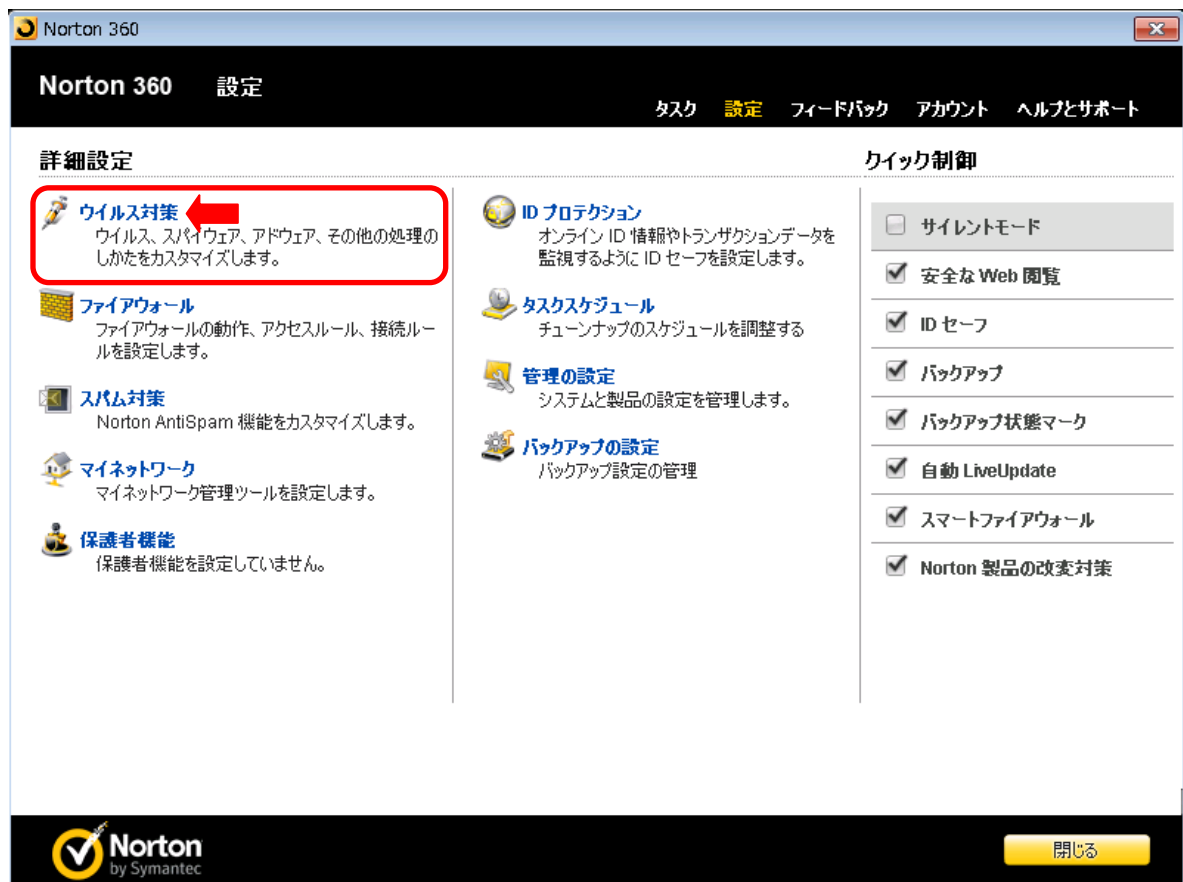 Norton 360
Norton 360 設定
タスク 設定 フィードバック アカウント ヘルプとサポート
詳細設定
ウイルス対策
ウイルス、スパイウェア、アドウェア、その他の処理の
しかたをカスタマイズします。
ファイアウォール
ファイアウォールの動作、アクセスルール、接続ルー
ルを設定します。
スパム対策
Norton AntiSpam 機能をカスタマイズします。
マイネットワーク
マイネットワーク管理ツールを設定します。
保護者機能
保護者機能を設定していません。
ID プロテクション
オンライン ID 情報やトランザクションデータを
監視するように ID セーフを設定します。
タスクスケジュール
チューンナップのスケジュールを調整する
管理の設定
システムと製品の設定を管理します。
バックアップの設定
バックアップ設定の管理
クイック制御
サイレントモード
安全な Web 閲覧
ID セーフ
バックアップ
バックアップ状態マーク
自動 LiveUpdate
スマートファイアウォール
Norton 製品の改変対策
Norton
by Symantec
閉じる